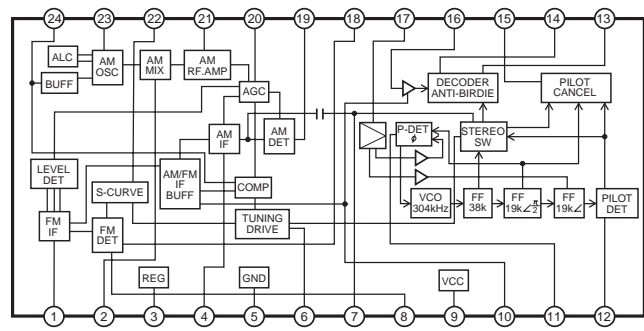 24 23 22 21 20 19 18 17 16 15 14 13
ALC
AM
OSC
BUFF
AM
MIX
AM
RF.AMP
AGC
DECODER
ANTI-BIRDIE
PILOT
CANCEL
AM
IF
AM
DET
P-DET
φ
STEREO
SW
LEVEL
DET
S-CURVE
AM/FM
IF
BUFF
COMP
VCO
304kHz
FF
38k
FF
19k∠π/2
FF
19k∠
PILOT
DET
FM
IF
FM
DET
TUNING
DRIVE
REG
GND
VCC
1 2 3 4 5 6 7 8 9 10 11 12